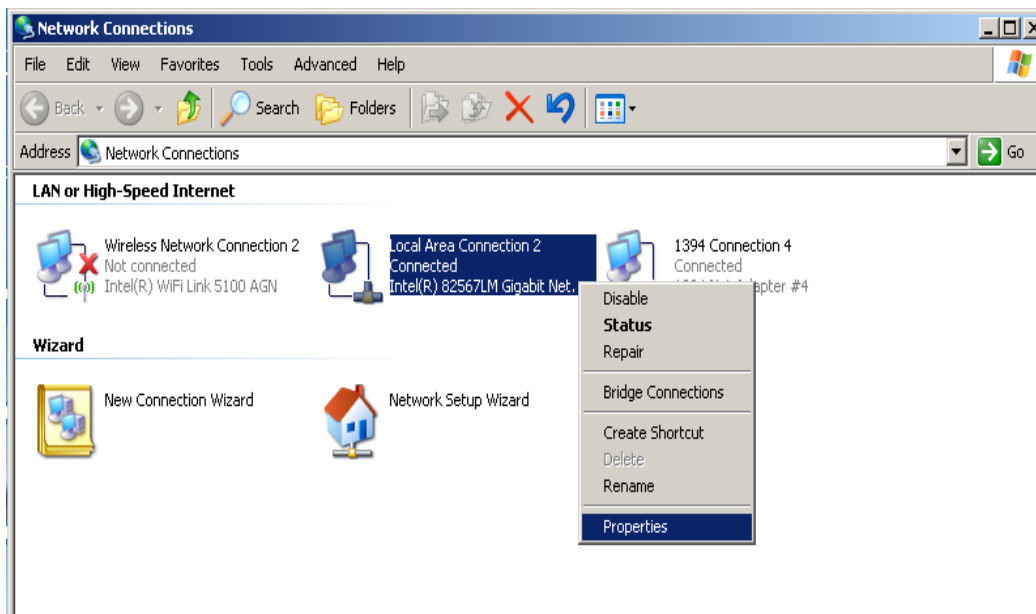 Network Connections
File Edit View Favorites Tools Advanced Help
Back Search Folders
Address Network Connections Go
LAN or High-Speed Internet
Wireless Network Connection 2
Not connected
Intel(R) WiFi Link 5100 AGN
Local Area Connection 2
Connected
Intel(R) 82567LM Gigabit Net...
1394 Connection 4
Connected
#4
Disable
Status
Repair
Bridge Connections
Create Shortcut
Delete
Rename
Properties
Wizard
New Connection Wizard
Network Setup Wizard